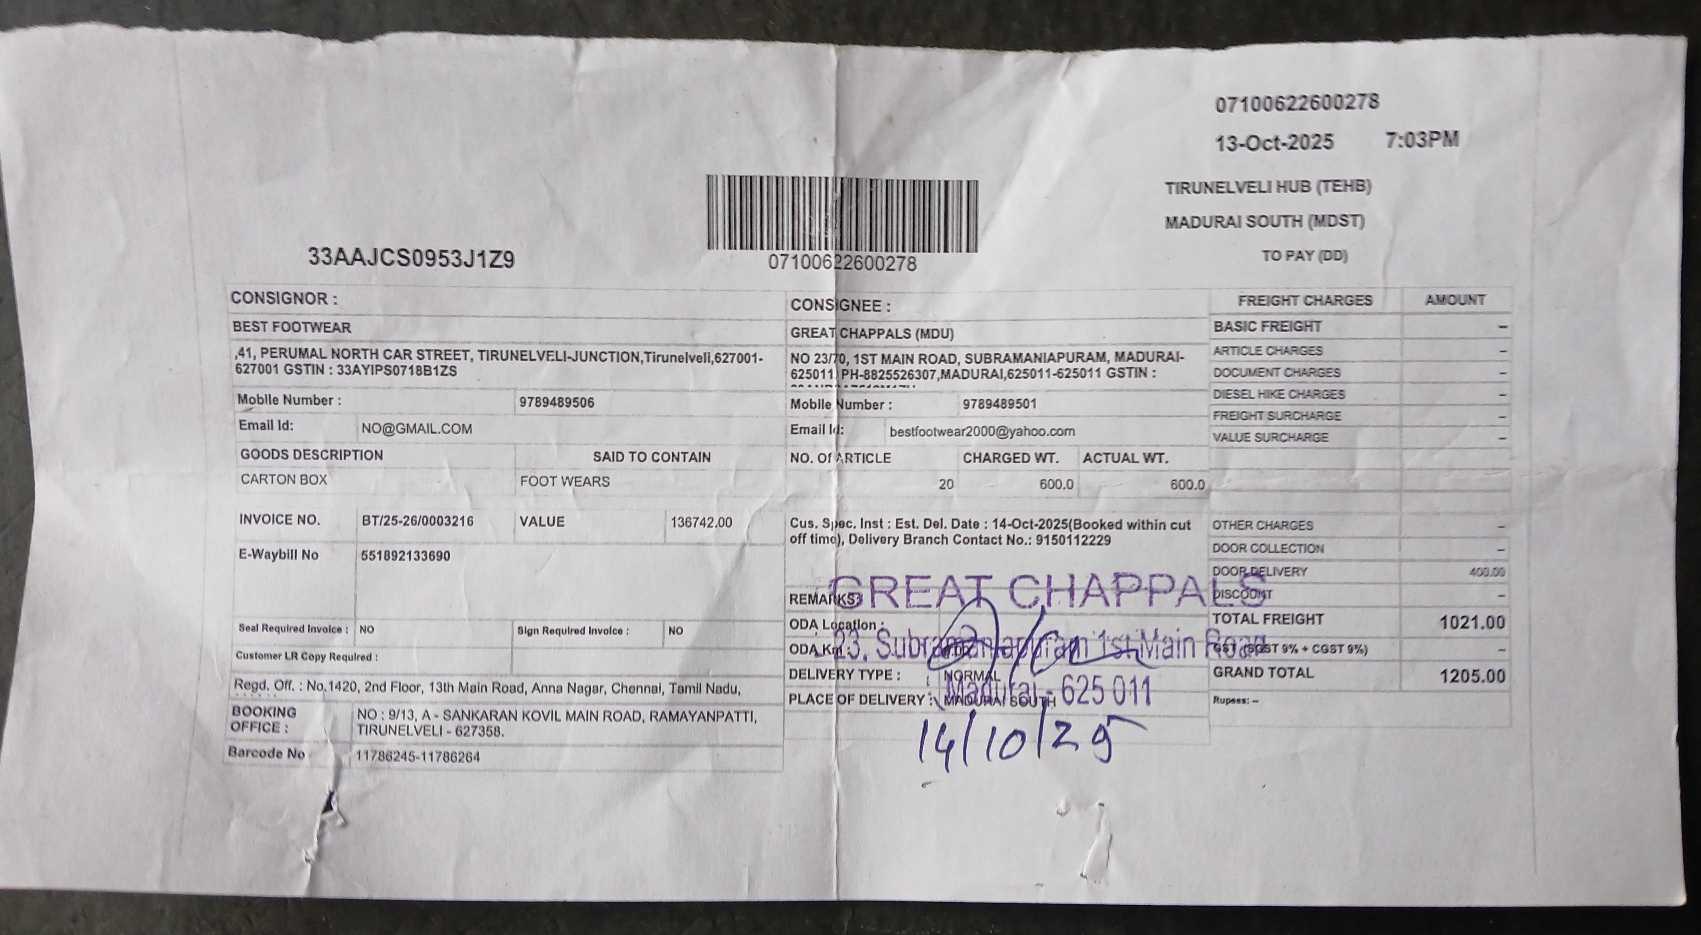 07100622600278
13-Oct-2025 7:03PM
TIRUNELVELI HUB (TEHB)
MADURAI SOUTH (MDST)
TO PAY (DD)
33AAJCS0953J1Z9
07100622600278
CONSIGNOR :
BEST FOOTWEAR
,41, PERUMAL NORTH CAR STREET, TIRUNELVELI-JUNCTION,Tirunelveli,627001-
627001 GSTIN : 33AYIPS0718B1ZS
Mobile Number : 9789489506
Email Id: NO@GMAIL.COM
GOODS DESCRIPTION SAID TO CONTAIN
CARTON BOX FOOT WEARS
INVOICE NO. BT/25-26/0003216 VALUE 136742.00
E-Waybill No 551892133690
Seal Required Invoice : NO Sign Required Invoice : NO
Customer LR Copy Required :
Regd. Off. : No.1420, 2nd Floor, 13th Main Road, Anna Nagar, Chennai, Tamil Nadu,
BOOKING OFFICE : NO : 9/13, A - SANKARAN KOVIL MAIN ROAD, RAMAYANPATTI,
TIRUNELVELI - 627358.
Barcode No 11786245-11786264
CONSIGNEE :
GREAT CHAPPALS (MDU)
NO 23/70, 1ST MAIN ROAD, SUBRAMANIAPURAM, MADURAI-
625011 PH-8825526307,MADURAI,625011-625011 GSTIN :
Mobile Number : 9789489501
Email Id: bestfootwear2000@yahoo.com
NO. Of ARTICLE CHARGED WT. ACTUAL WT.
20 600.0 600.0
Cus. Spec. Inst : Est. Del. Date : 14-Oct-2025(Booked within cut
off time), Delivery Branch Contact No.: 9150112229
REMARKS:
ODA Location :
ODA Km :
DELIVERY TYPE : NORMAL
PLACE OF DELIVERY : MADURAI SOUTH
GREAT CHAPPALS
23, Subramaniapuram 1st Main Road
Madurai - 625 011
14/10/25
FREIGHT CHARGES AMOUNT
BASIC FREIGHT –
ARTICLE CHARGES –
DOCUMENT CHARGES –
DIESEL HIKE CHARGES –
FREIGHT SURCHARGE –
VALUE SURCHARGE –
OTHER CHARGES –
DOOR COLLECTION –
DOOR DELIVERY 400.00
DISCOUNT –
TOTAL FREIGHT 1021.00
GST (SGST 9% + CGST 9%) –
GRAND TOTAL 1205.00
Rupees: –